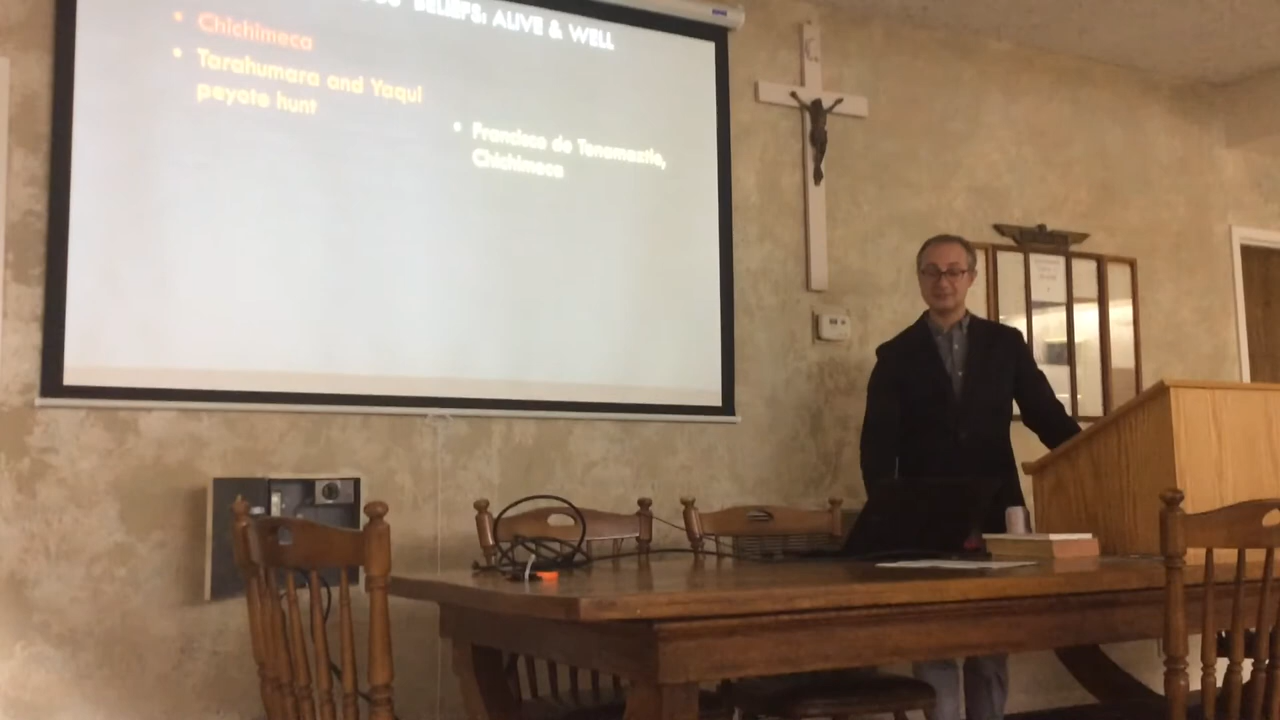 BELIEFS: ALIVE & WELL
Chichimeca
Tarahumara and Yaqui
peyote hunt
Francisco de Tenamaztle,
Chichimeca